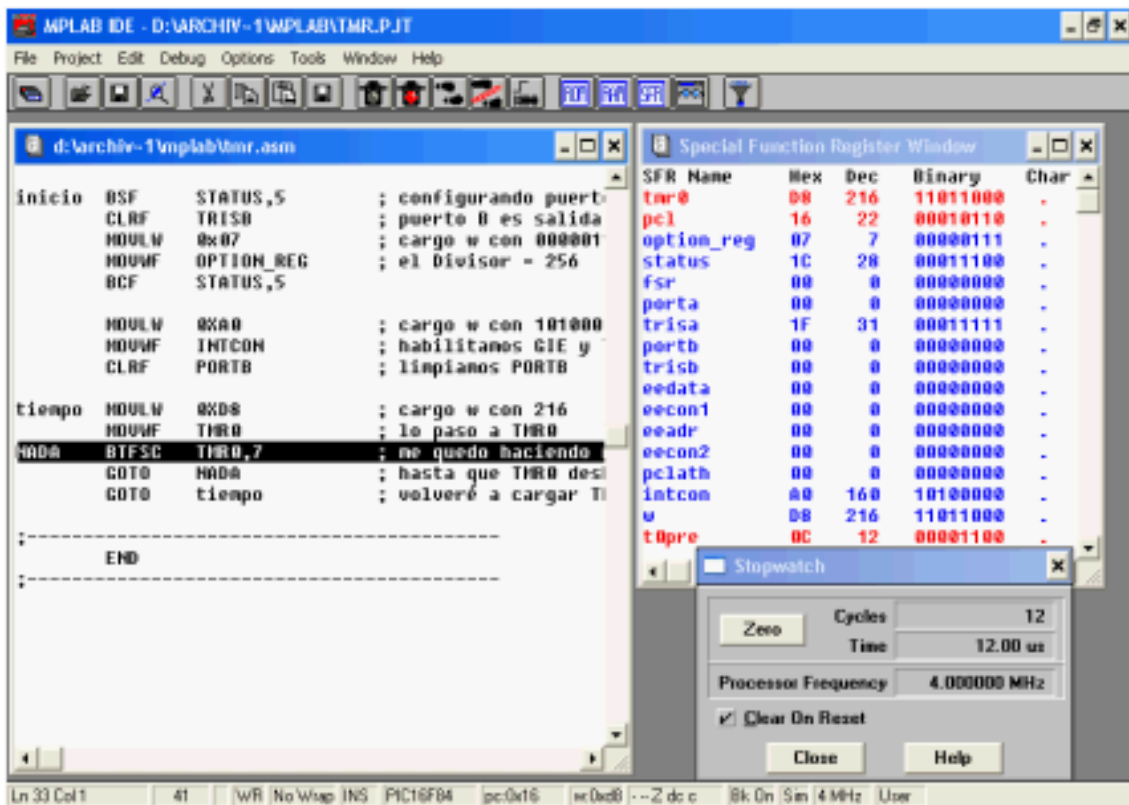 MPLAB IDE - D:\ARCHIV~1\MPLAB\TMR.PJT
File Project Edit Debug Options Tools Window Help
d:\archiv~1\mplab\tmr.asm
inicio BSF STATUS,5 ; configurando puert
CLRF TRISB ; puerto B es salida
MOVLW 0x07 ; cargo w con 000001
MOVWF OPTION_REG ; el Divisor = 256
BCF STATUS,5
MOVLW 0XA0 ; cargo w con 101000
MOVWF INTCON ; habilitamos GIE y
CLRF PORTB ; limpiamos PORTB
tiempo MOVLW 0XD8 ; cargo w con 216
MOVWF TMR0 ; lo paso a TMR0
NADA BTFSC TMR0,7 ; me quedo haciendo
GOTO NADA ; hasta que TMR0 des
GOTO tiempo ; volveré a cargar T
;------------------------------------------
END
;------------------------------------------
Special Function Register Window
SFR Name Hex Dec Binary Char
tmr0 D8 216 11011000 .
pcl 16 22 00010110 .
option_reg 07 7 00000111 .
status 1C 28 00011100 .
fsr 00 0 00000000 .
porta 00 0 00000000 .
trisa 1F 31 00011111 .
portb 00 0 00000000 .
trisb 00 0 00000000 .
eedata 00 0 00000000 .
eecon1 00 0 00000000 .
eeadr 00 0 00000000 .
eecon2 00 0 00000000 .
pclath 00 0 00000000 .
intcon A0 160 10100000 .
w D8 216 11011000 .
t0pre 0C 12 00001100 .
Stopwatch
Zero
Cycles 12
Time 12.00 us
Processor Frequency 4.000000 MHz
Clear On Reset
Close Help
Ln 33 Col 1 41 WR No Wrap INS PIC16F84 pc:0x16 w:0xd8 ---Z dc c Bk On Sim 4 MHz User